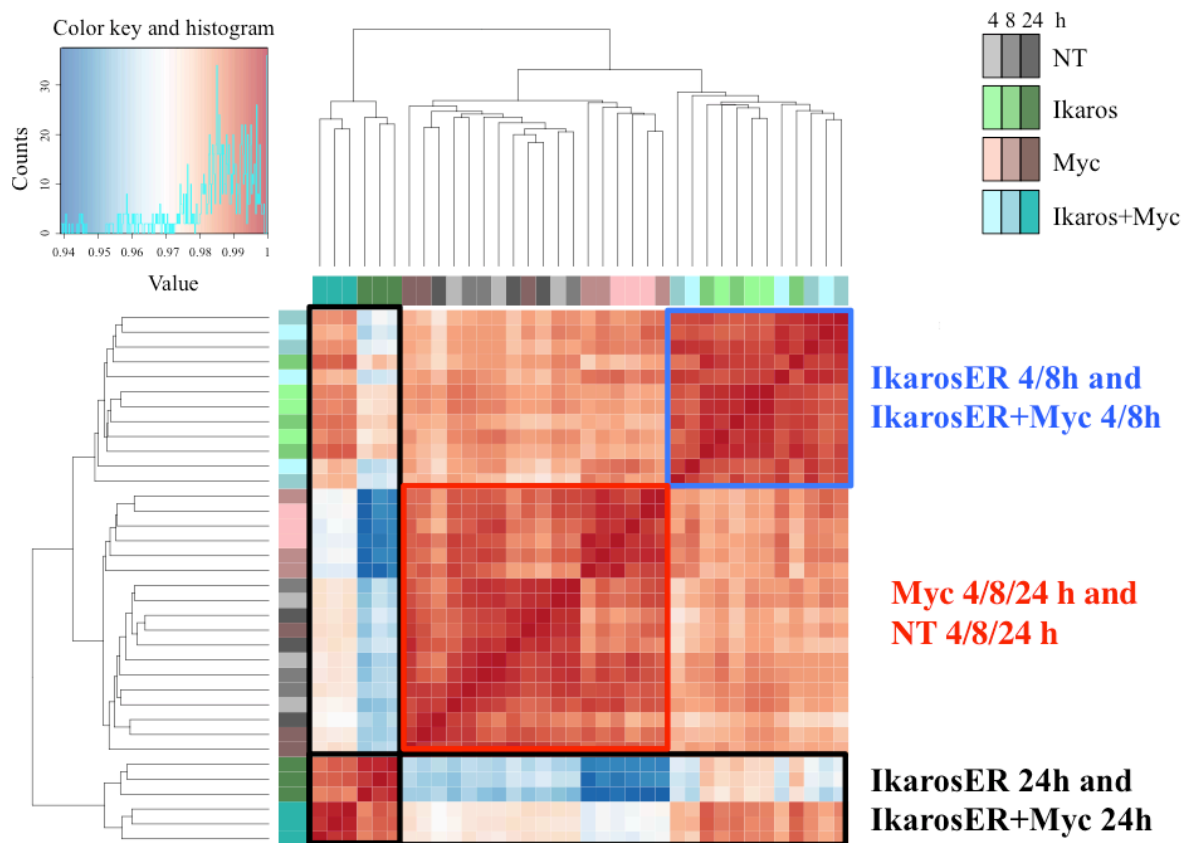 Color key and histogram
Counts
0
10
20
30
0.94 0.95 0.96 0.97 0.98 0.99 1
Value
4 8 24 h
NT
Ikaros
Myc
Ikaros+Myc
IkarosER 4/8h and
IkarosER+Myc 4/8h
Myc 4/8/24 h and
NT 4/8/24 h
IkarosER 24h and
IkarosER+Myc 24h